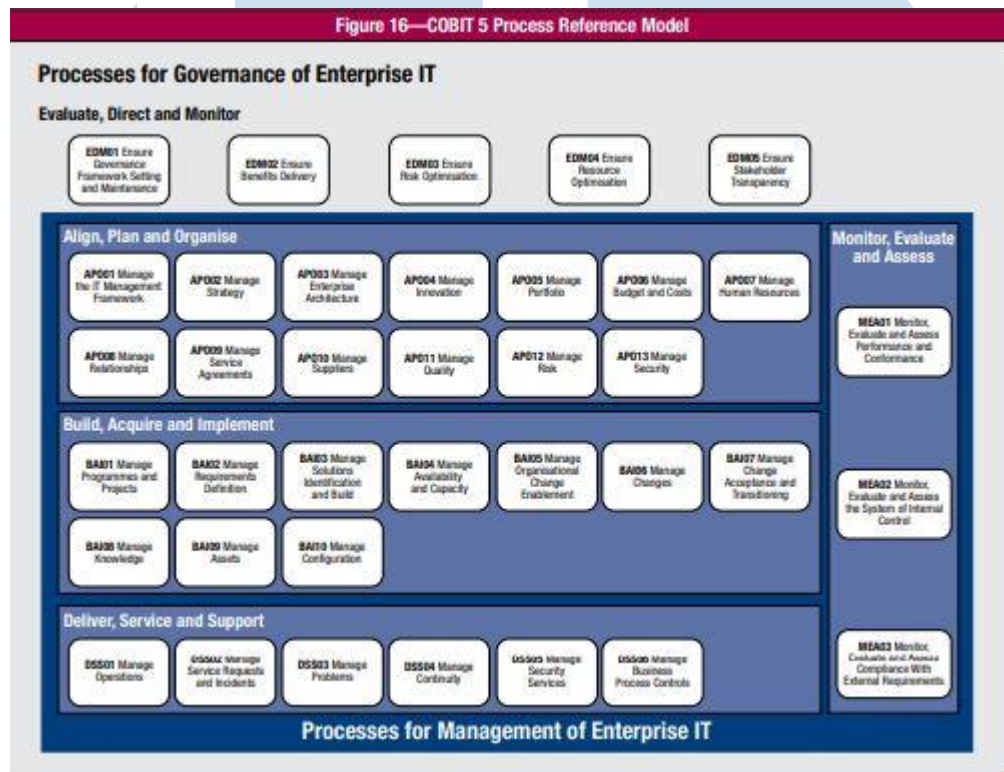 Figure 16—COBIT 5 Process Reference Model
Processes for Governance of Enterprise IT
Evaluate, Direct and Monitor
EDM01 Ensure
Governance
Framework Setting
and Maintenance
EDM02 Ensure
Benefits Delivery
EDM03 Ensure
Risk Optimisation
EDM04 Ensure
Resource
Optimisation
EDM05 Ensure
Stakeholder
Transparency
Align, Plan and Organise
APO01 Manage
the IT Management
Framework
APO02 Manage
Strategy
APO03 Manage
Enterprise
Architecture
APO04 Manage
Innovation
APO05 Manage
Portfolio
APO06 Manage
Budget and Costs
APO07 Manage
Human Resources
APO08 Manage
Relationships
APO09 Manage
Service
Agreements
APO10 Manage
Suppliers
APO11 Manage
Quality
APO12 Manage
Risk
APO13 Manage
Security
Build, Acquire and Implement
BAI01 Manage
Programmes and
Projects
BAI02 Manage
Requirements
Definition
BAI03 Manage
Solutions
Identification
and Build
BAI04 Manage
Availability
and Capacity
BAI05 Manage
Organisational
Change
Enablement
BAI06 Manage
Changes
BAI07 Manage
Change
Acceptance and
Transitioning
BAI08 Manage
Knowledge
BAI09 Manage
Assets
BAI10 Manage
Configuration
Deliver, Service and Support
DSS01 Manage
Operations
DSS02 Manage
Service Requests
and Incidents
DSS03 Manage
Problems
DSS04 Manage
Continuity
DSS05 Manage
Security
Services
DSS06 Manage
Business
Process Controls
Monitor, Evaluate
and Assess
MEA01 Monitor,
Evaluate and Assess
Performance and
Conformance
MEA02 Monitor,
Evaluate and Assess
the System of Internal
Control
MEA03 Monitor,
Evaluate and Assess
Compliance With
External Requirements
Processes for Management of Enterprise IT